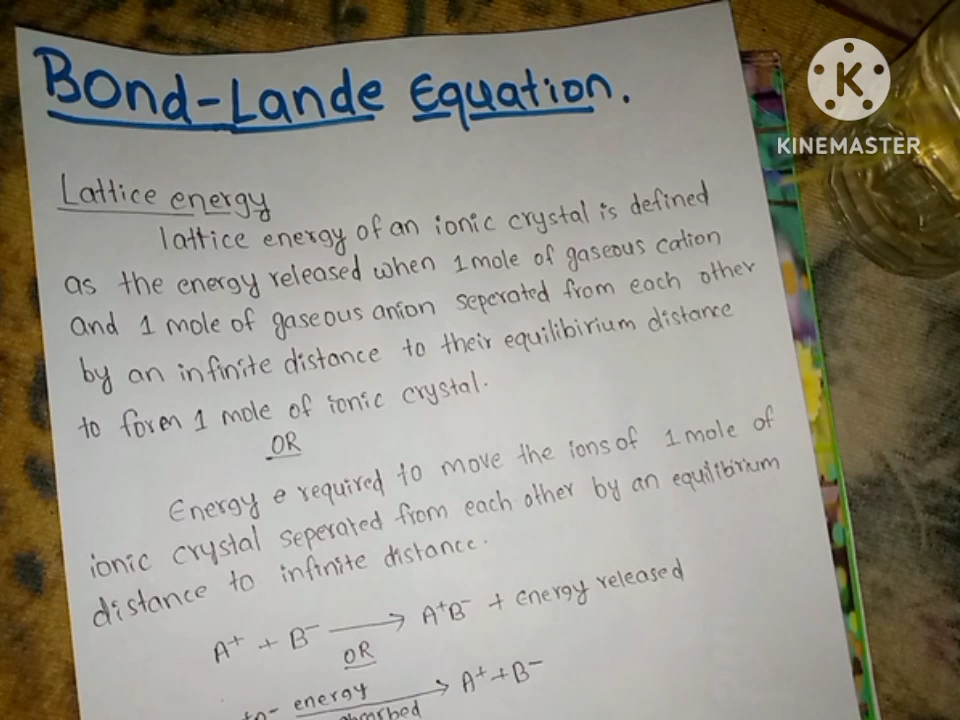 Bond-Lande Equation.
Lattice energy
lattice energy of an ionic crystal is defined
as the energy released when 1 mole of gaseous cation
and 1 mole of gaseous anion seperated from each other
by an infinite distance to their equilibirium distance
to form 1 mole of ionic crystal.
OR
Energy e required to move the ions of 1 mole of
ionic crystal seperated from each other by an equilibrium
distance to infinite distance.
A⁺ + B⁻ ⟶ A⁺B⁻ + energy released
OR
energy ⟶ A⁺ + B⁻
absorbed
K
KINEMASTER